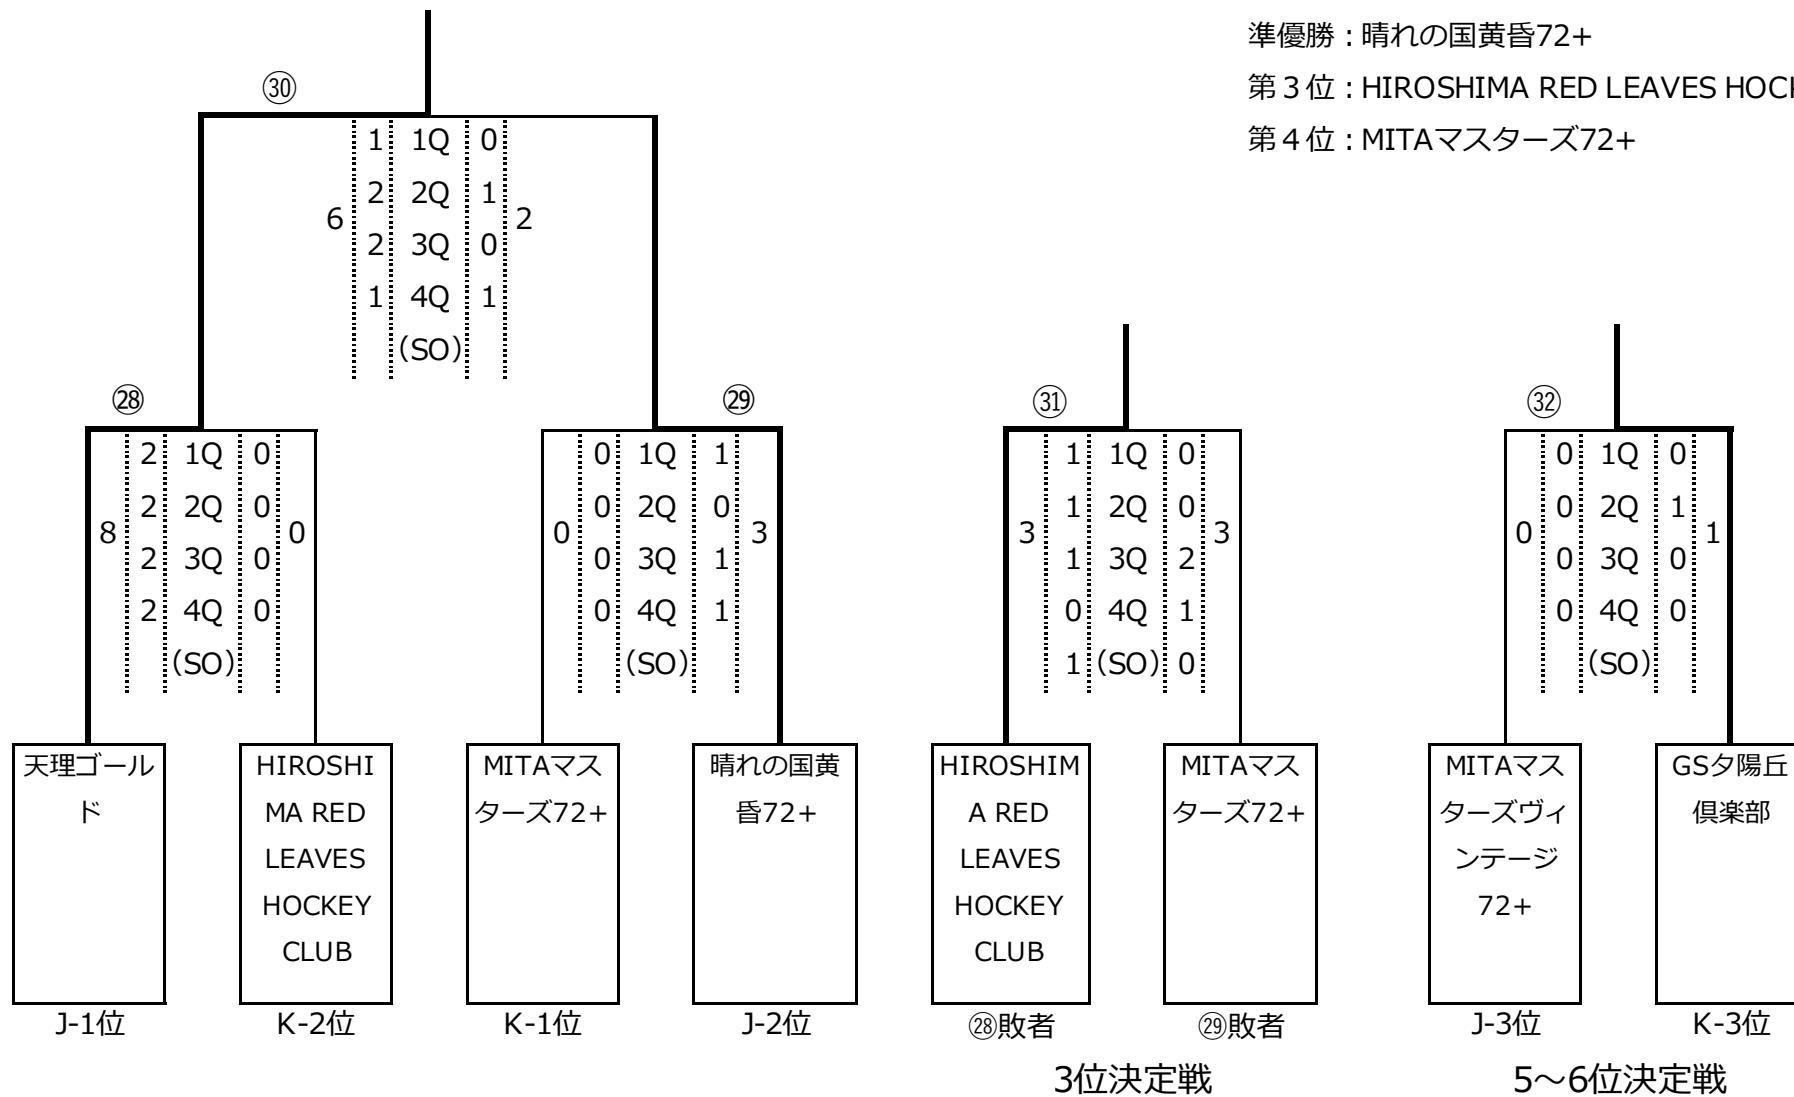 準優勝：晴れの国黄昏72+
第３位：HIROSHIMA RED LEAVES HOC
第４位：MITAマスターズ72+
㉚
1 1Q 0
2 2Q 1
6 2
2 3Q 0
1 4Q 1
（SO）
㉘ ㉙ ㉛ ㉜
2 1Q 0 0 1Q 1 1 1Q 0 0 1Q 0
2 2Q 0 0 2Q 0 1 2Q 0 0 2Q 1
8 0 0 3 3 3 0 1
2 3Q 0 0 3Q 1 1 3Q 2 0 3Q 0
2 4Q 0 0 4Q 1 0 4Q 1 0 4Q 0
（SO） （SO） 1（SO）0 （SO）
天理ゴール
ド
HIROSHI
MA RED
LEAVES
HOCKEY
CLUB
MITAマス
ターズ72+
晴れの国黄
昏72+
HIROSHIM
A RED
LEAVES
HOCKEY
CLUB
MITAマス
ターズ72+
MITAマス
ターズヴィ
ンテージ
72+
GS夕陽丘
倶楽部
J-1位 K-2位 K-1位 J-2位 ㉘敗者 ㉙敗者 J-3位 K-3位
3位決定戦 5～6位決定戦